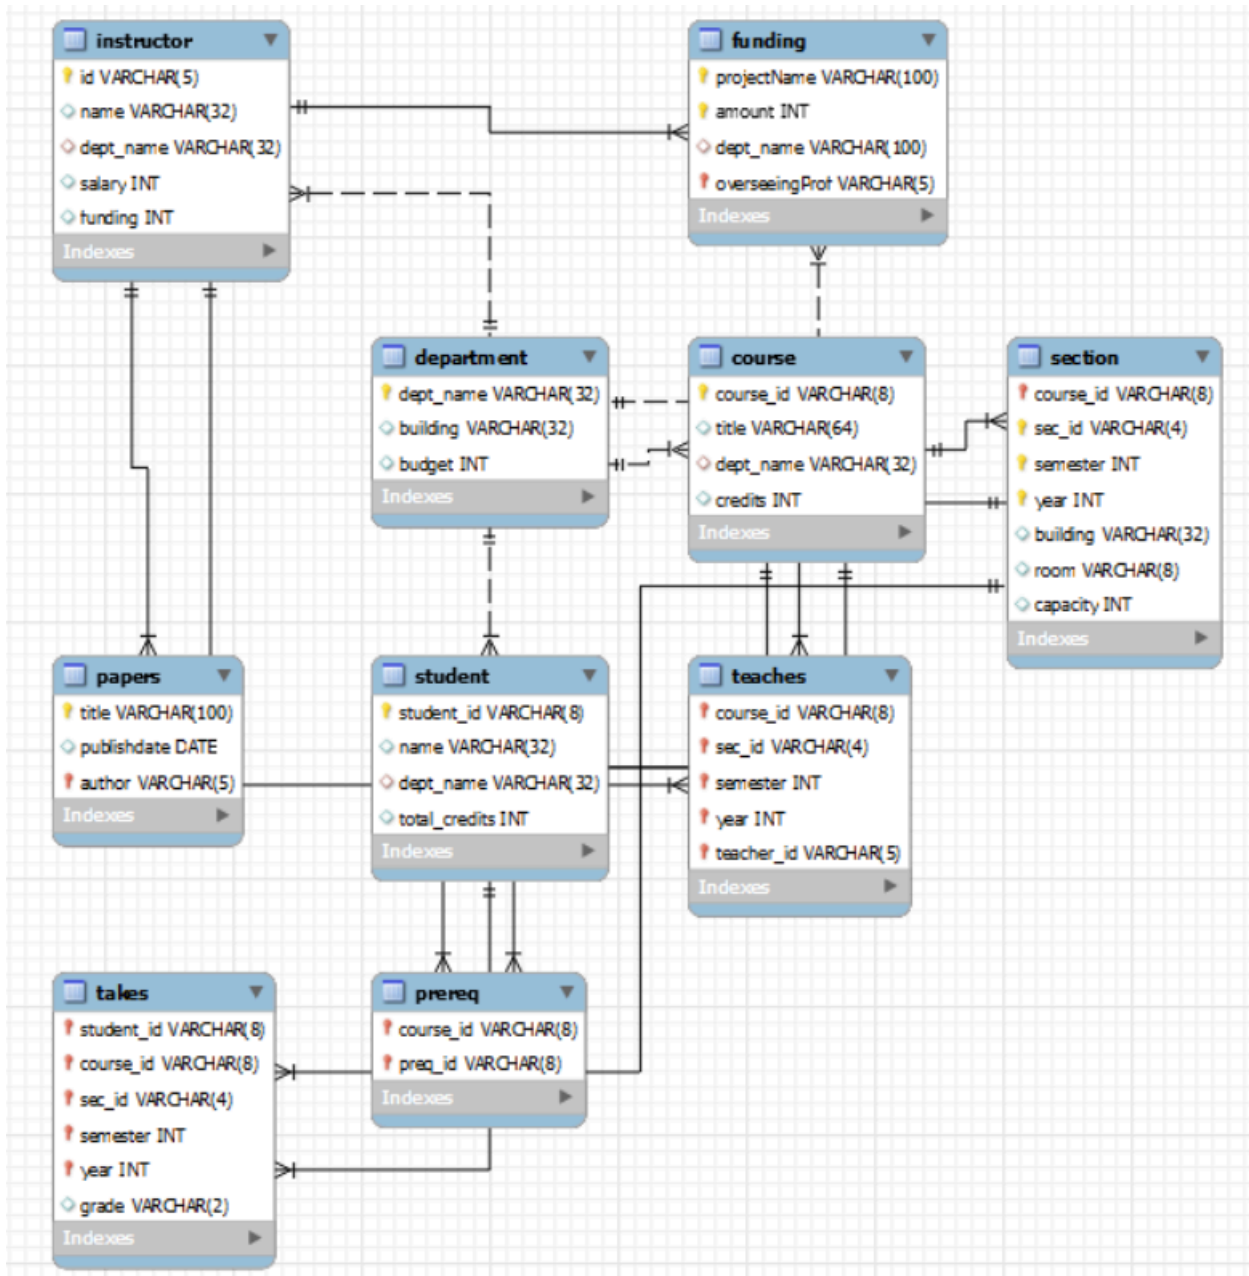 instructor
id VARCHAR(5)
name VARCHAR(32)
dept_name VARCHAR(32)
salary INT
funding INT
Indexes
funding
projectName VARCHAR(100)
amount INT
dept_name VARCHAR(100)
overseeingProf VARCHAR(5)
Indexes
department
dept_name VARCHAR(32)
building VARCHAR(32)
budget INT
Indexes
course
course_id VARCHAR(8)
title VARCHAR(64)
dept_name VARCHAR(32)
credits INT
Indexes
section
course_id VARCHAR(8)
sec_id VARCHAR(4)
semester INT
year INT
building VARCHAR(32)
room VARCHAR(8)
capacity INT
Indexes
papers
title VARCHAR(100)
publishdate DATE
author VARCHAR(5)
Indexes
student
student_id VARCHAR(8)
name VARCHAR(32)
dept_name VARCHAR(32)
total_credits INT
Indexes
teaches
course_id VARCHAR(8)
sec_id VARCHAR(4)
semester INT
year INT
teacher_id VARCHAR(5)
Indexes
takes
student_id VARCHAR(8)
course_id VARCHAR(8)
sec_id VARCHAR(4)
semester INT
year INT
grade VARCHAR(2)
Indexes
prereq
course_id VARCHAR(8)
preq_id VARCHAR(8)
Indexes